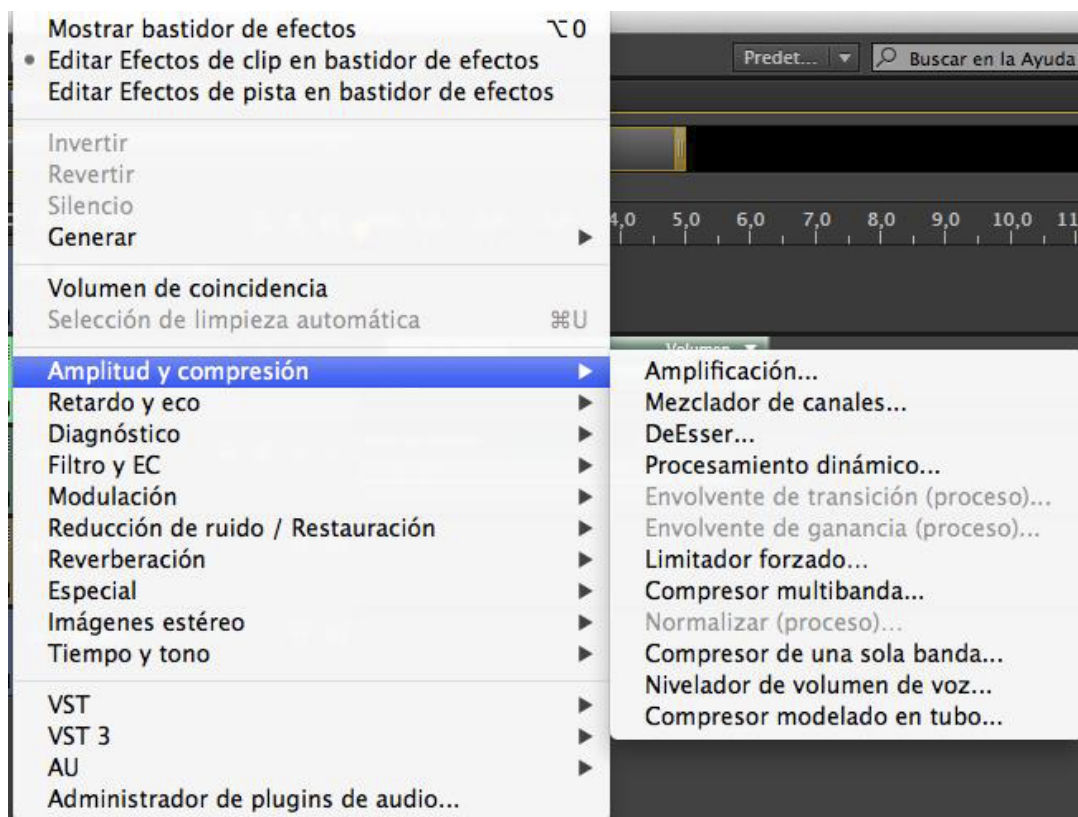 Mostrar bastidor de efectos ⌥0
• Editar Efectos de clip en bastidor de efectos
Editar Efectos de pista en bastidor de efectos
Invertir
Revertir
Silencio
Generar
Volumen de coincidencia
Selección de limpieza automática ⌘U
Amplitud y compresión
Retardo y eco
Diagnóstico
Filtro y EC
Modulación
Reducción de ruido / Restauración
Reverberación
Especial
Imágenes estéreo
Tiempo y tono
VST
VST 3
AU
Administrador de plugins de audio...
Predet...
Buscar en la Ayuda
4,0 5,0 6,0 7,0 8,0 9,0 10,0 11
Volumen
Amplificación...
Mezclador de canales...
DeEsser...
Procesamiento dinámico...
Envolvente de transición (proceso)...
Envolvente de ganancia (proceso)...
Limitador forzado...
Compresor multibanda...
Normalizar (proceso)...
Compresor de una sola banda...
Nivelador de volumen de voz...
Compresor modelado en tubo...